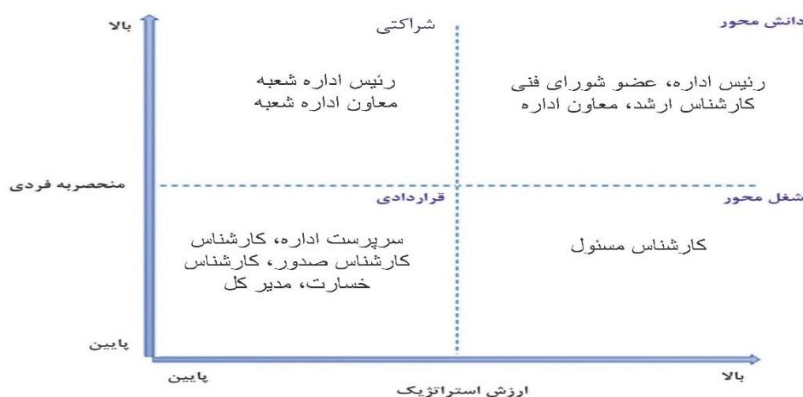 بالا
شراکتی
دانش محور
رئیس اداره شعبه
معاون اداره شعبه
رئیس اداره، عضو شورای فنی
کارشناس ارشد، معاون اداره
منحصربه فردی
قراردادی
شغل محور
سرپرست اداره، کارشناس
کارشناس صدور، کارشناس
خسارت، مدیر کل
کارشناس مسئول
پایین
پایین
ارزش استراتژیک
بالا